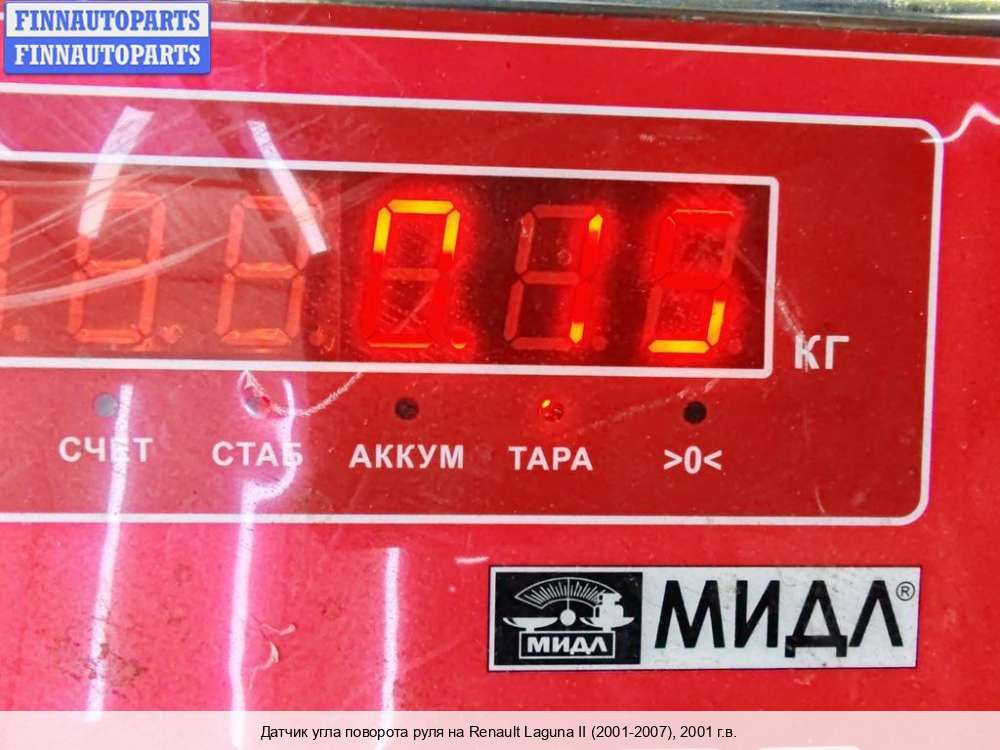 FINNAUTOPARTS
FINNAUTOPARTS
0.15
КГ
СЧЕТ СТАБ АККУМ ТАРА >0<
МИДЛ МИДЛ®
Датчик угла поворота руля на Renault Laguna II (2001-2007), 2001 г.в.